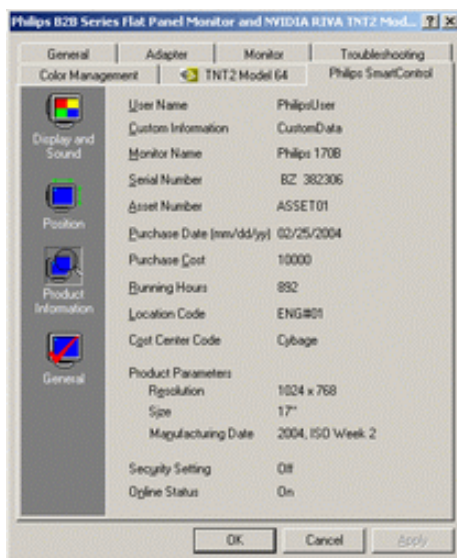 Philips B2B Series Flat Panel Monitor and NVIDIA RIVA TNT2 Mod...
General Adapter Monitor Troubleshooting
Color Management TNT2 Model 64 Philips SmartControl
Display and Sound
Position
Product Information
General
User Name PhilipsUser
Custom Information CustomData
Monitor Name Philips 170B
Serial Number BZ 382306
Asset Number ASSET01
Purchase Date (mm/dd/yy) 02/25/2004
Purchase Cost 10000
Running Hours 892
Location Code ENG#01
Cost Center Code Cybage
Product Parameters
Resolution 1024 x 768
Size 17"
Manufacturing Date 2004, ISO Week 2
Security Setting Off
Online Status On
OK Cancel Apply